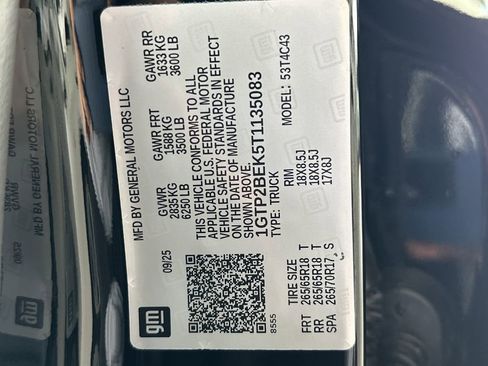 MFD BY GENERAL MOTORS LLC
09/25
GVWR
2835 KG
6250 LB
GAWR FRT
1588 KG
3500 LB
GAWR RR
1633 KG
3600 LB
THIS VEHICLE CONFORMS TO ALL
APPLICABLE U.S. FEDERAL MOTOR
VEHICLE SAFETY STANDARDS IN EFFECT
ON THE DATE OF MANUFACTURE
SHOWN ABOVE.
1GTP2BEK5T1135083
TYPE: TRUCK
MODEL: 53T4C43
gm
8555
TIRE SIZE RIM
FRT 265/65R18 T 18X8.5J
RR 265/65R18 T 18X8.5J
SPA 265/70R17 S 17X8J